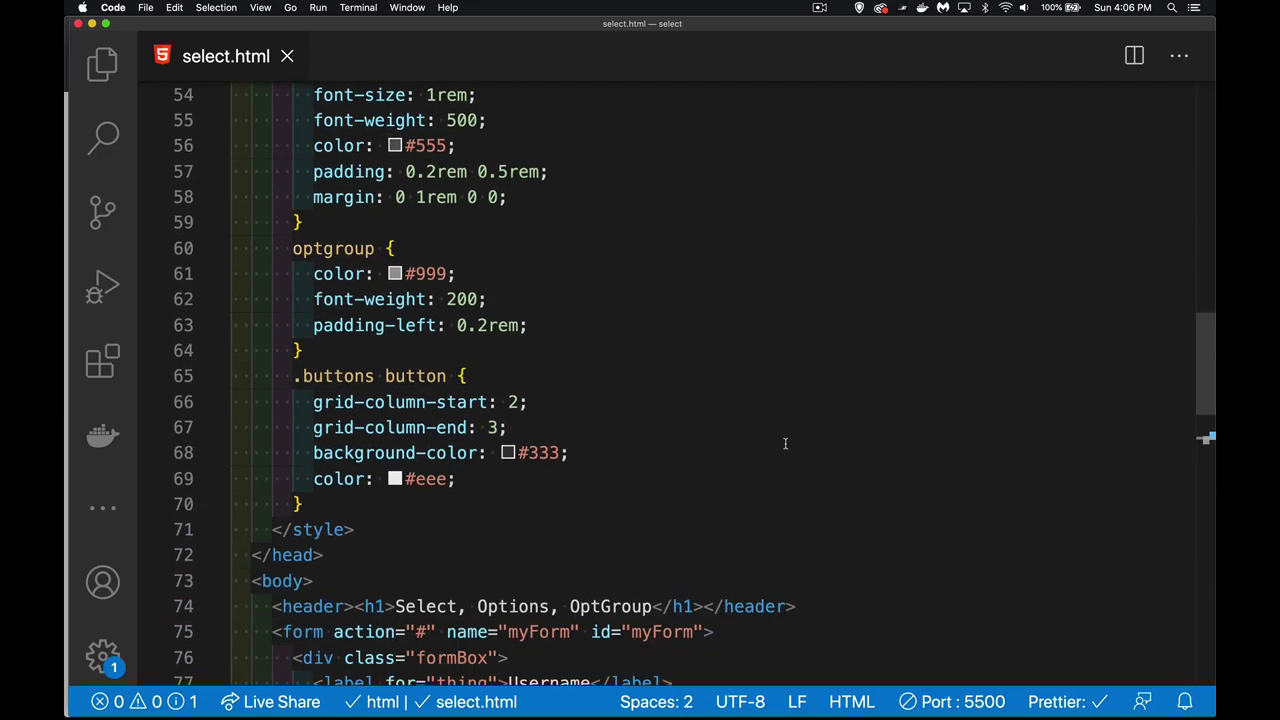 Code File Edit Selection View Go Run Terminal Window Help 100% Sun 4:06 PM
select.html — select
select.html
54 font-size: 1rem;
55 font-weight: 500;
56 color: #555;
57 padding: 0.2rem 0.5rem;
58 margin: 0 1rem 0 0;
59 }
60 optgroup {
61 color: #999;
62 font-weight: 200;
63 padding-left: 0.2rem;
64 }
65 .buttons button {
66 grid-column-start: 2;
67 grid-column-end: 3;
68 background-color: #333;
69 color: #eee;
70 }
71 </style>
72 </head>
73 <body>
74 <header><h1>Select, Options, OptGroup</h1></header>
75 <form action="#" name="myForm" id="myForm">
76 <div class="formBox">
77 <label for="thing">Username</label>
1
0 0 1 Live Share html select.html Spaces: 2 UTF-8 LF HTML Port : 5500 Prettier: